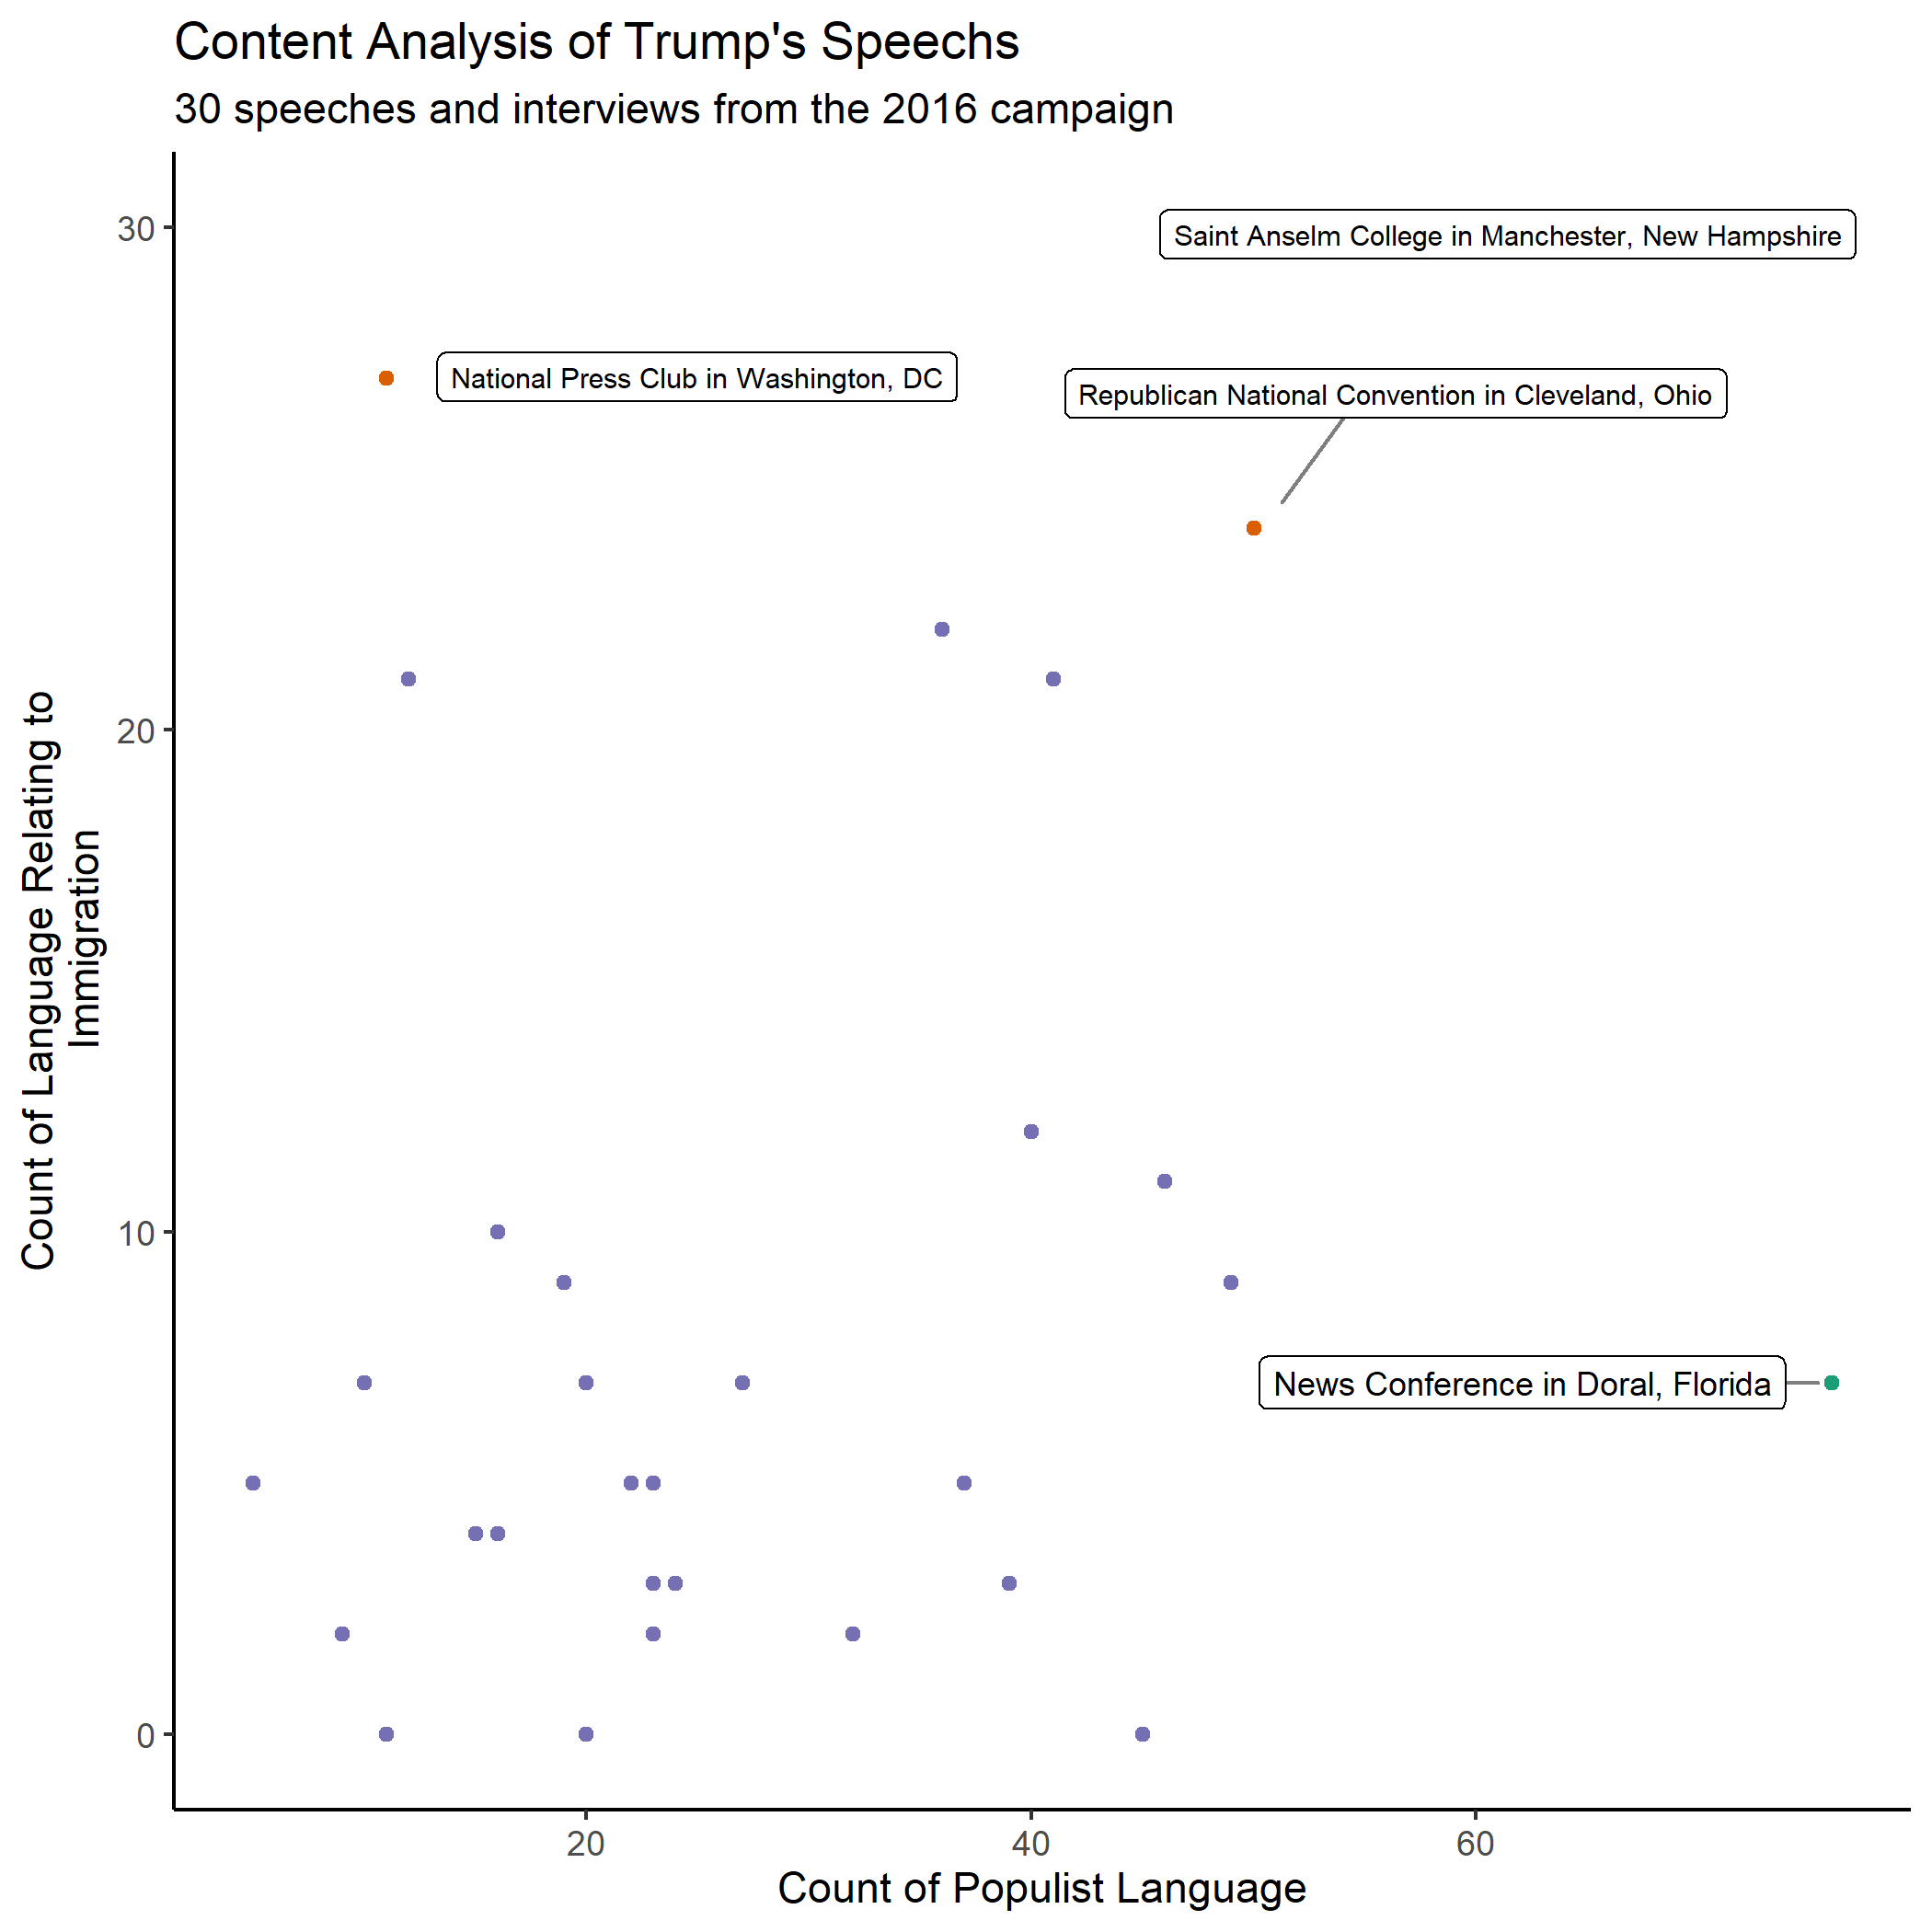 Content Analysis of Trump's Speechs
30 speeches and interviews from the 2016 campaign
30
Saint Anselm College in Manchester, New Hampshire
National Press Club in Washington, DC
Republican National Convention in Cleveland, Ohio
20
Count of Language Relating to
Immigration
10
News Conference in Doral, Florida
0
20
40
60
Count of Populist Language